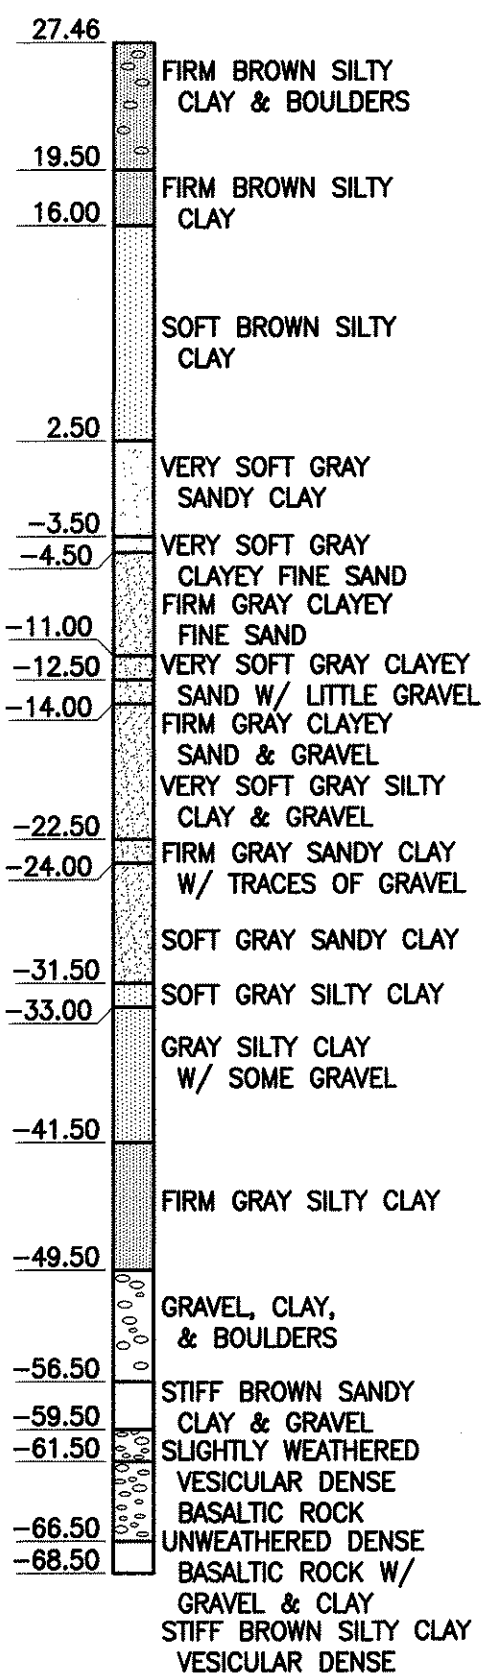 27.46
FIRM BROWN SILTY
CLAY & BOULDERS
19.50
FIRM BROWN SILTY
CLAY
16.00
SOFT BROWN SILTY
CLAY
2.50
VERY SOFT GRAY
SANDY CLAY
-3.50
VERY SOFT GRAY
-4.50
CLAYEY FINE SAND
FIRM GRAY CLAYEY
FINE SAND
-11.00
VERY SOFT GRAY CLAYEY
-12.50
SAND W/ LITTLE GRAVEL
-14.00
FIRM GRAY CLAYEY
SAND & GRAVEL
VERY SOFT GRAY SILTY
CLAY & GRAVEL
-22.50
FIRM GRAY SANDY CLAY
-24.00
W/ TRACES OF GRAVEL
SOFT GRAY SANDY CLAY
-31.50
SOFT GRAY SILTY CLAY
-33.00
GRAY SILTY CLAY
W/ SOME GRAVEL
-41.50
FIRM GRAY SILTY CLAY
-49.50
GRAVEL, CLAY,
& BOULDERS
-56.50
STIFF BROWN SANDY
-59.50
CLAY & GRAVEL
-61.50
SLIGHTLY WEATHERED
VESICULAR DENSE
BASALTIC ROCK
-66.50
UNWEATHERED DENSE
-68.50
BASALTIC ROCK W/
GRAVEL & CLAY
STIFF BROWN SILTY CLAY
VESICULAR DENSE